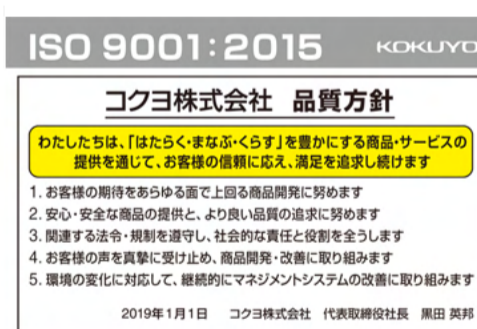 ISO 9001:2015
KOKUYO
コクヨ株式会社 品質方針
わたしたちは、「はたらく・まなぶ・くらす」を豊かにする商品・サービスの
提供を通じて、お客様の信頼に応え、満足を追求し続けます
1. お客様の期待をあらゆる面で上回る商品開発に努めます
2. 安心・安全な商品の提供と、より良い品質の追求に努めます
3. 関連する法令・規制を遵守し、社会的な責任と役割を全うします
4. お客様の声を真摯に受け止め、商品開発・改善に取り組みます
5. 環境の変化に対応して、継続的にマネジメントシステムの改善に取り組みます
2019年1月1日 コクヨ株式会社 代表取締役社長 黒田 英邦